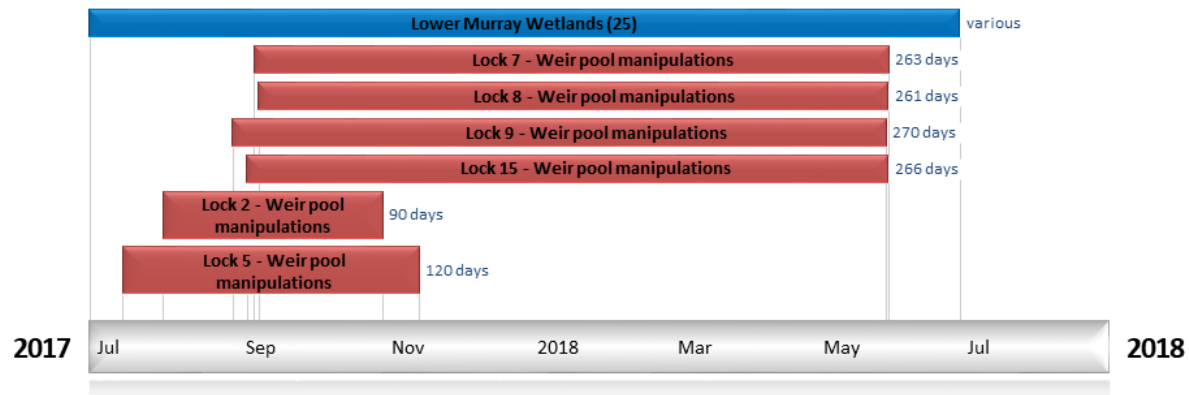 Lower Murray Wetlands (25)
various
Lock 7 - Weir pool manipulations
263 days
Lock 8 - Weir pool manipulations
261 days
Lock 9 - Weir pool manipulations
270 days
Lock 15 - Weir pool manipulations
266 days
Lock 2 - Weir pool
manipulations
90 days
Lock 5 - Weir pool
manipulations
120 days
2017
Jul
Sep
Nov
2018
Mar
May
Jul
2018